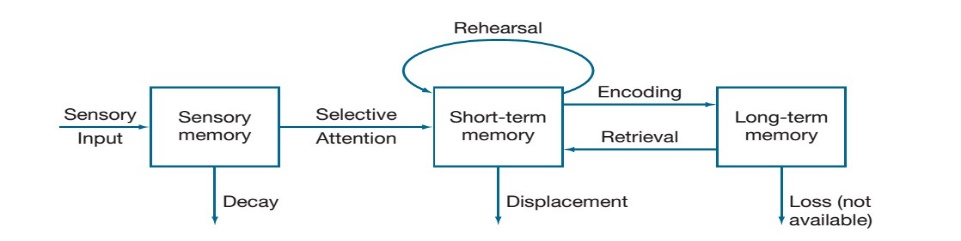 Rehearsal
Sensory
Input
Sensory
memory
Selective
Attention
Short-term
memory
Encoding
Retrieval
Long-term
memory
Decay
Displacement
Loss (not
available)